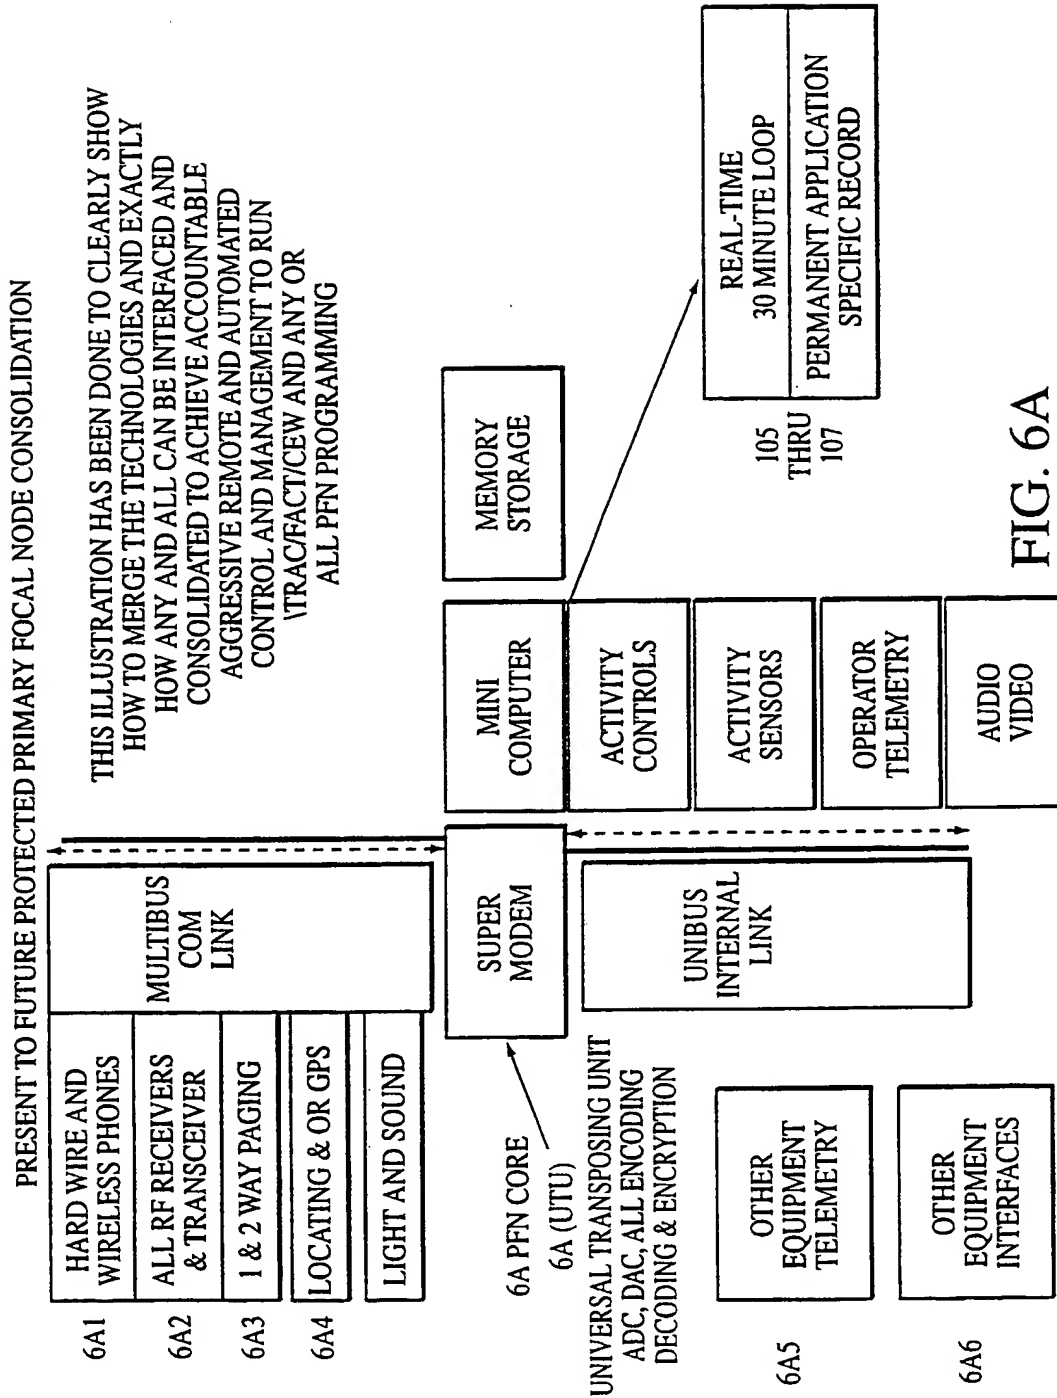 PRESENT TO FUTURE PROTECTED PRIMARY FOCAL NODE CONSOLIDATION
THIS ILLUSTRATION HAS BEEN DONE TO CLEARLY SHOW
HOW TO MERGE THE TECHNOLOGIES AND EXACTLY
HOW ANY AND ALL CAN BE INTERFACED AND
CONSOLIDATED TO ACHIEVE ACCOUNTABLE
AGGRESSIVE REMOTE AND AUTOMATED
CONTROL AND MANAGEMENT TO RUN
\TRAC/FACT/CEW AND ANY OR
ALL PFN PROGRAMMING
6A1
HARD WIRE AND
WIRELESS PHONES
6A2
ALL RF RECEIVERS
& TRANSCEIVER
6A3
1 & 2 WAY PAGING
6A4
LOCATING & OR GPS
LIGHT AND SOUND
MULTIBUS
COM
LINK
6A PFN CORE
6A (UTU)
UNIVERSAL TRANSPOSING UNIT
ADC, DAC, ALL ENCODING
DECODING & ENCRYPTION
SUPER
MODEM
MINI
COMPUTER
MEMORY
STORAGE
UNIBUS
INTERNAL
LINK
ACTIVITY
CONTROLS
ACTIVITY
SENSORS
OPERATOR
TELEMETRY
AUDIO
VIDEO
105
THRU
107
REAL-TIME
30 MINUTE LOOP
PERMANENT APPLICATION
SPECIFIC RECORD
6A5
OTHER
EQUIPMENT
TELEMETRY
6A6
OTHER
EQUIPMENT
INTERFACES
FIG. 6A